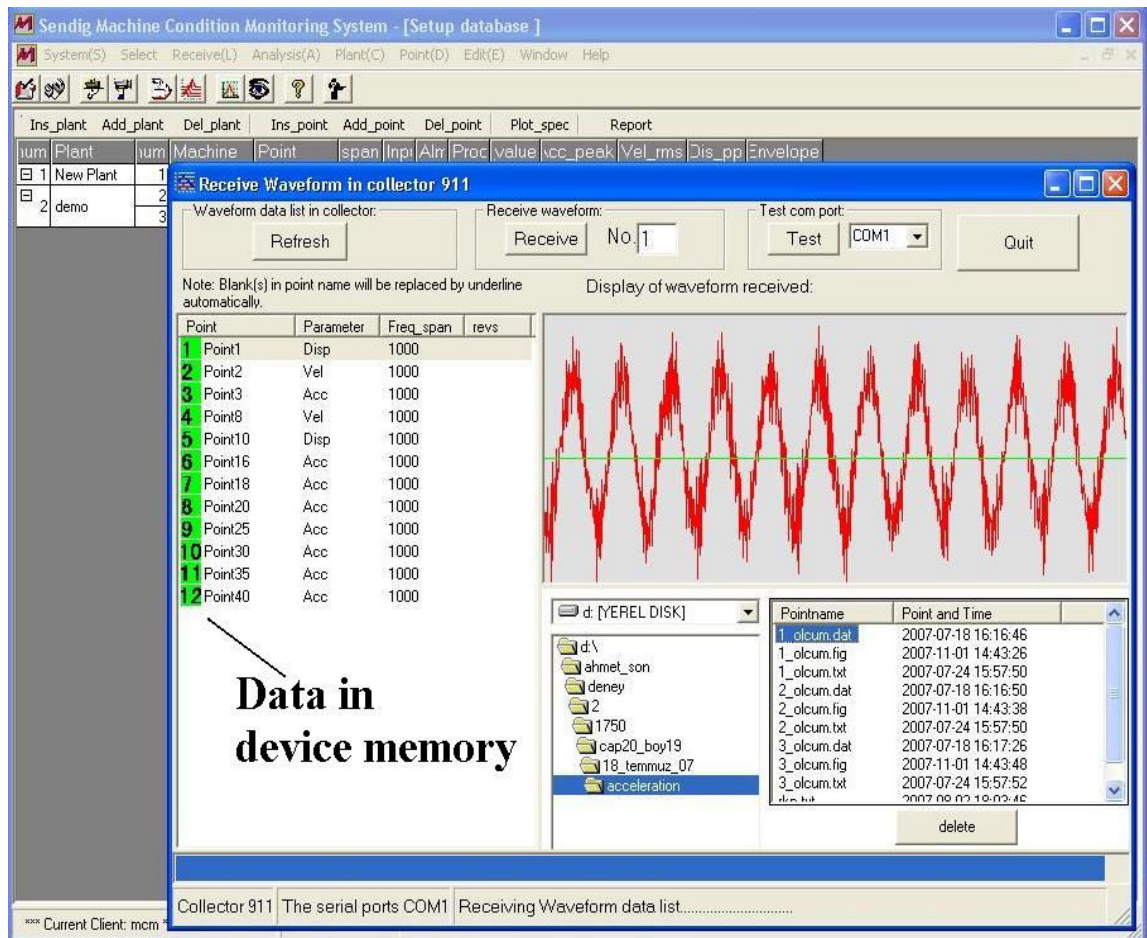 Sendig Machine Condition Monitoring System - [Setup database ]
System(S) Select Receive(L) Analysis(A) Plant(C) Point(D) Edit(E) Window Help
Ins_plant Add_plant Del_plant Ins_point Add_point Del_point Plot_spec Report
Plant Machine Point span Proc value Vel_rms Dis_pp Envelope
1 New Plant 1
2 demo 2
3
Receive Waveform in collector 911
Waveform data list in collector: Receive waveform: Test com port:
Refresh Receive No. 1 Test COM1 Quit
Note: Blank(s) in point name will be replaced by underline
automatically.
Display of waveform received:
Point Parameter Freq_span revs
1 Point1 Disp 1000
2 Point2 Vel 1000
3 Point3 Acc 1000
4 Point8 Vel 1000
5 Point10 Disp 1000
6 Point16 Acc 1000
7 Point18 Acc 1000
8 Point20 Acc 1000
9 Point25 Acc 1000
10 Point30 Acc 1000
11 Point35 Acc 1000
12 Point40 Acc 1000
Data in
device memory
d: [YEREL DISK]
d:\
ahmet_son
deney
2
1750
cap20_boy19
18_temmuz_07
acceleration
Pointname Point and Time
1_olcum.dat 2007-07-18 16:16:46
1_olcum.fig 2007-11-01 14:43:26
1_olcum.txt 2007-07-24 15:57:50
2_olcum.dat 2007-07-18 16:16:50
2_olcum.fig 2007-11-01 14:43:38
2_olcum.txt 2007-07-24 15:57:50
3_olcum.dat 2007-07-18 16:17:26
3_olcum.fig 2007-11-01 14:43:48
3_olcum.txt 2007-07-24 15:57:52
delete
Collector 911 The serial ports COM1 Receiving Waveform data list..............................
*** Current Client: mcm *